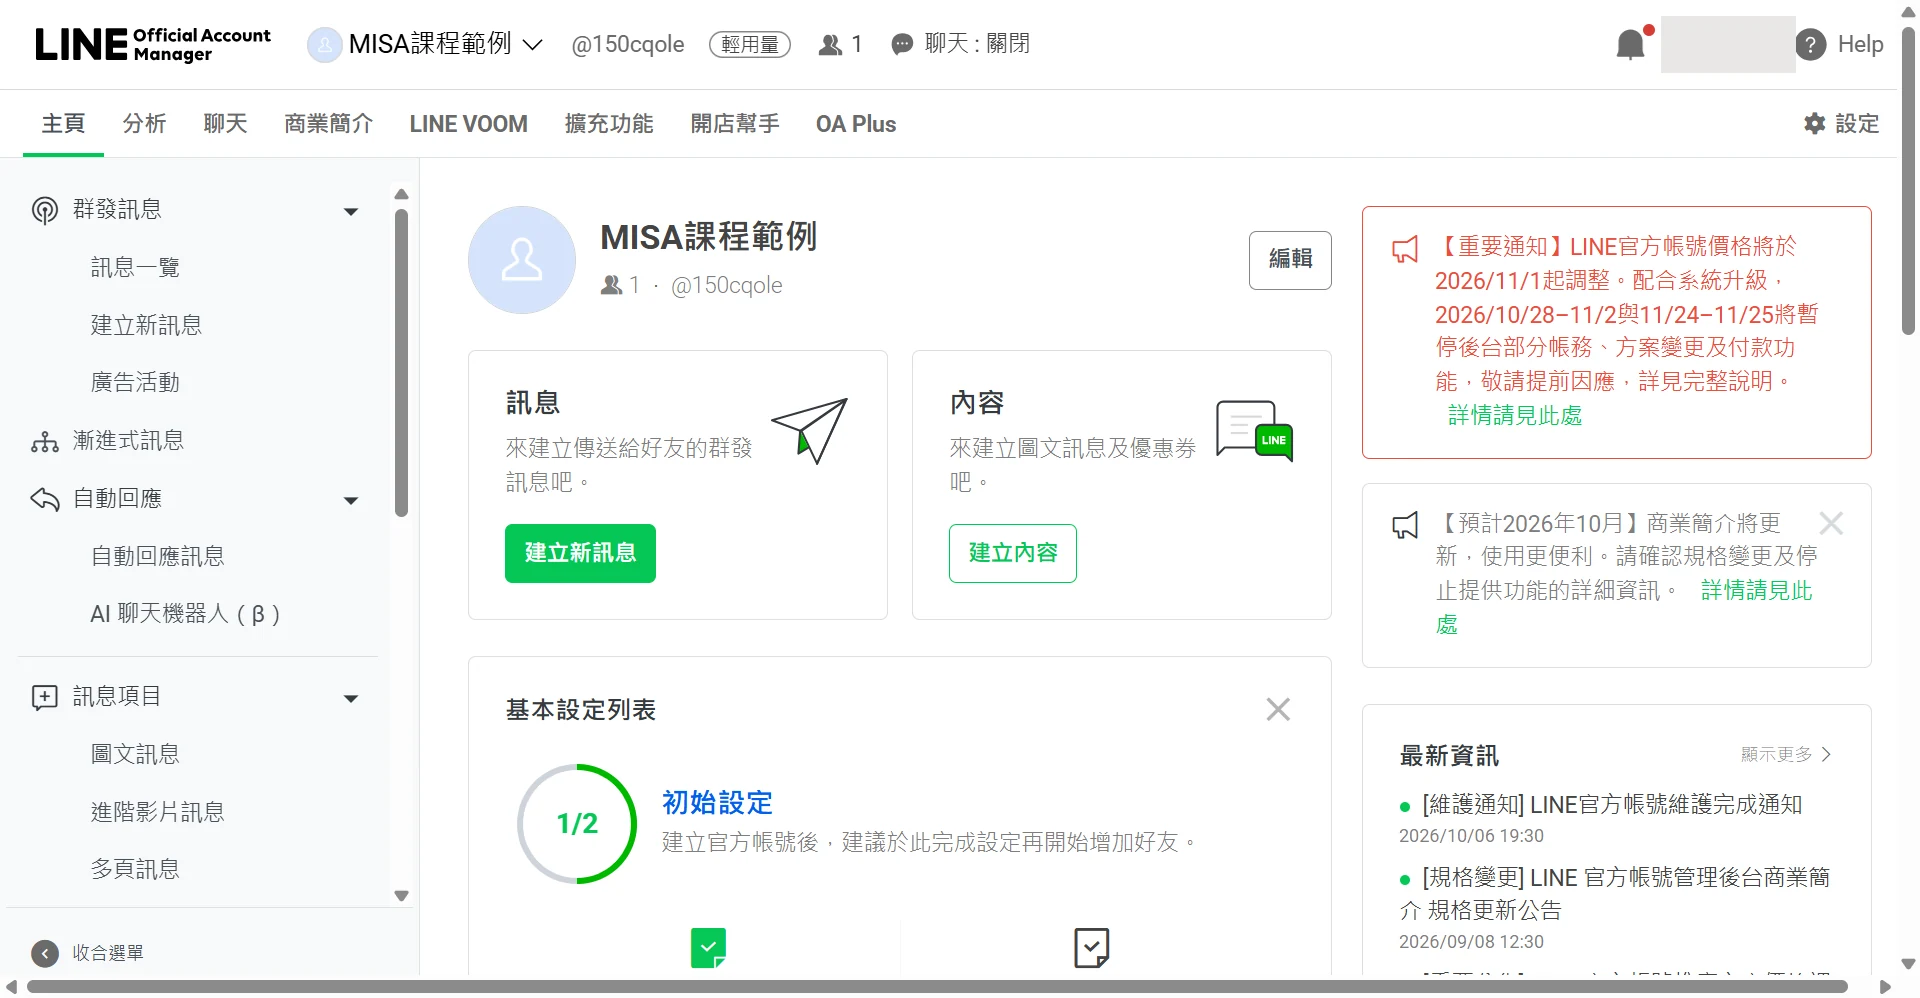 LINE Official Account Manager
MISA課程範例
@150cqole
輕用量
1
聊天 : 關閉
Help
主頁
分析
聊天
商業簡介
LINE VOOM
擴充功能
開店幫手
OA Plus
設定
群發訊息
訊息一覽
建立新訊息
廣告活動
漸進式訊息
自動回應
自動回應訊息
AI 聊天機器人 ( β )
訊息項目
圖文訊息
進階影片訊息
多頁訊息
收合選單
MISA課程範例
1 · @150cqole
編輯
訊息
來建立傳送給好友的群發
訊息吧。
建立新訊息
內容
來建立圖文訊息及優惠券
吧。
LINE
建立內容
基本設定列表
1/2
初始設定
建立官方帳號後，建議於此完成設定再開始增加好友。
【重要通知】LINE官方帳號價格將於
2026/11/1起調整。配合系統升級，
2026/10/28–11/2與11/24–11/25將暫
停後台部分帳務、方案變更及付款功
能，敬請提前因應，詳見完整說明。
詳情請見此處
【預計2026年10月】商業簡介將更
新，使用更便利。請確認規格變更及停
止提供功能的詳細資訊。 詳情請見此
處
最新資訊
顯示更多
[維護通知] LINE官方帳號維護完成通知
2026/10/06 19:30
[規格變更] LINE 官方帳號管理後台商業簡
介 規格更新公告
2026/09/08 12:30